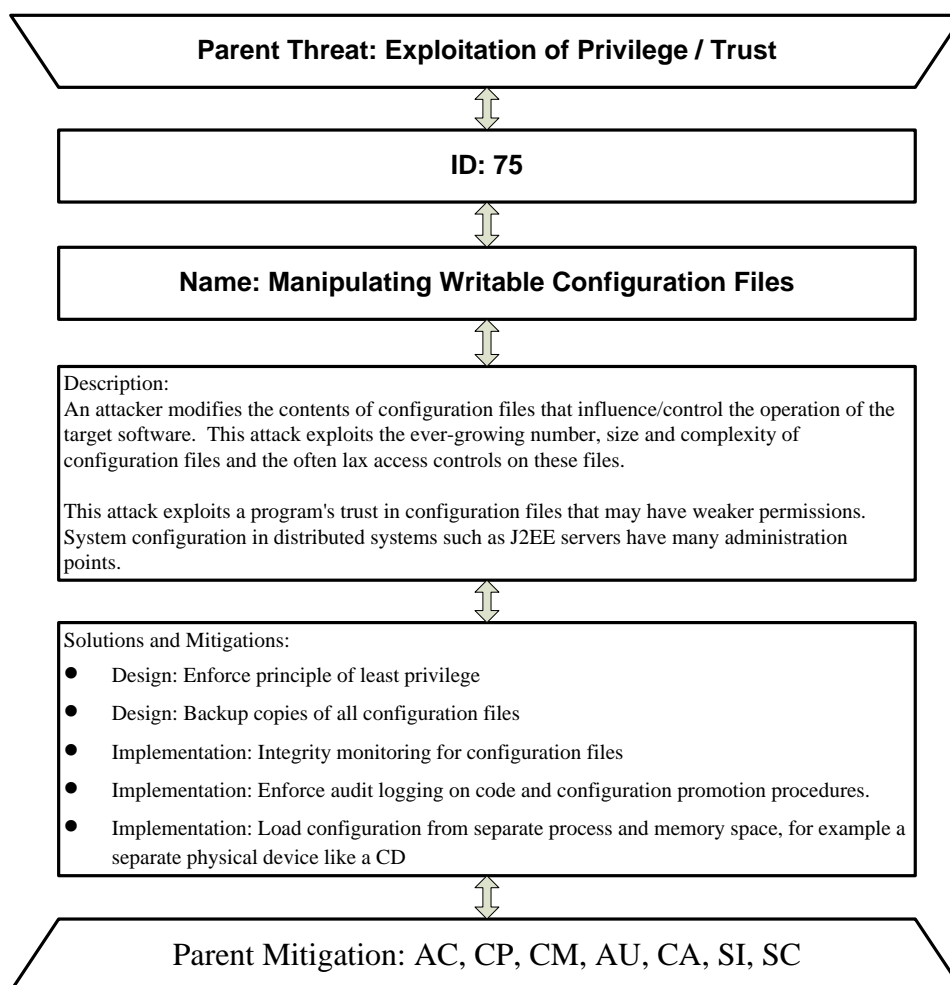 Parent Threat: Exploitation of Privilege / Trust
ID: 75
Name: Manipulating Writable Configuration Files
Description:
An attacker modifies the contents of configuration files that influence/control the operation of the
target software.  This attack exploits the ever-growing number, size and complexity of
configuration files and the often lax access controls on these files.
This attack exploits a program's trust in configuration files that may have weaker permissions.
System configuration in distributed systems such as J2EE servers have many administration
points.
Solutions and Mitigations:
● Design: Enforce principle of least privilege
● Design: Backup copies of all configuration files
● Implementation: Integrity monitoring for configuration files
● Implementation: Enforce audit logging on code and configuration promotion procedures.
● Implementation: Load configuration from separate process and memory space, for example a
separate physical device like a CD
Parent Mitigation: AC, CP, CM, AU, CA, SI, SC